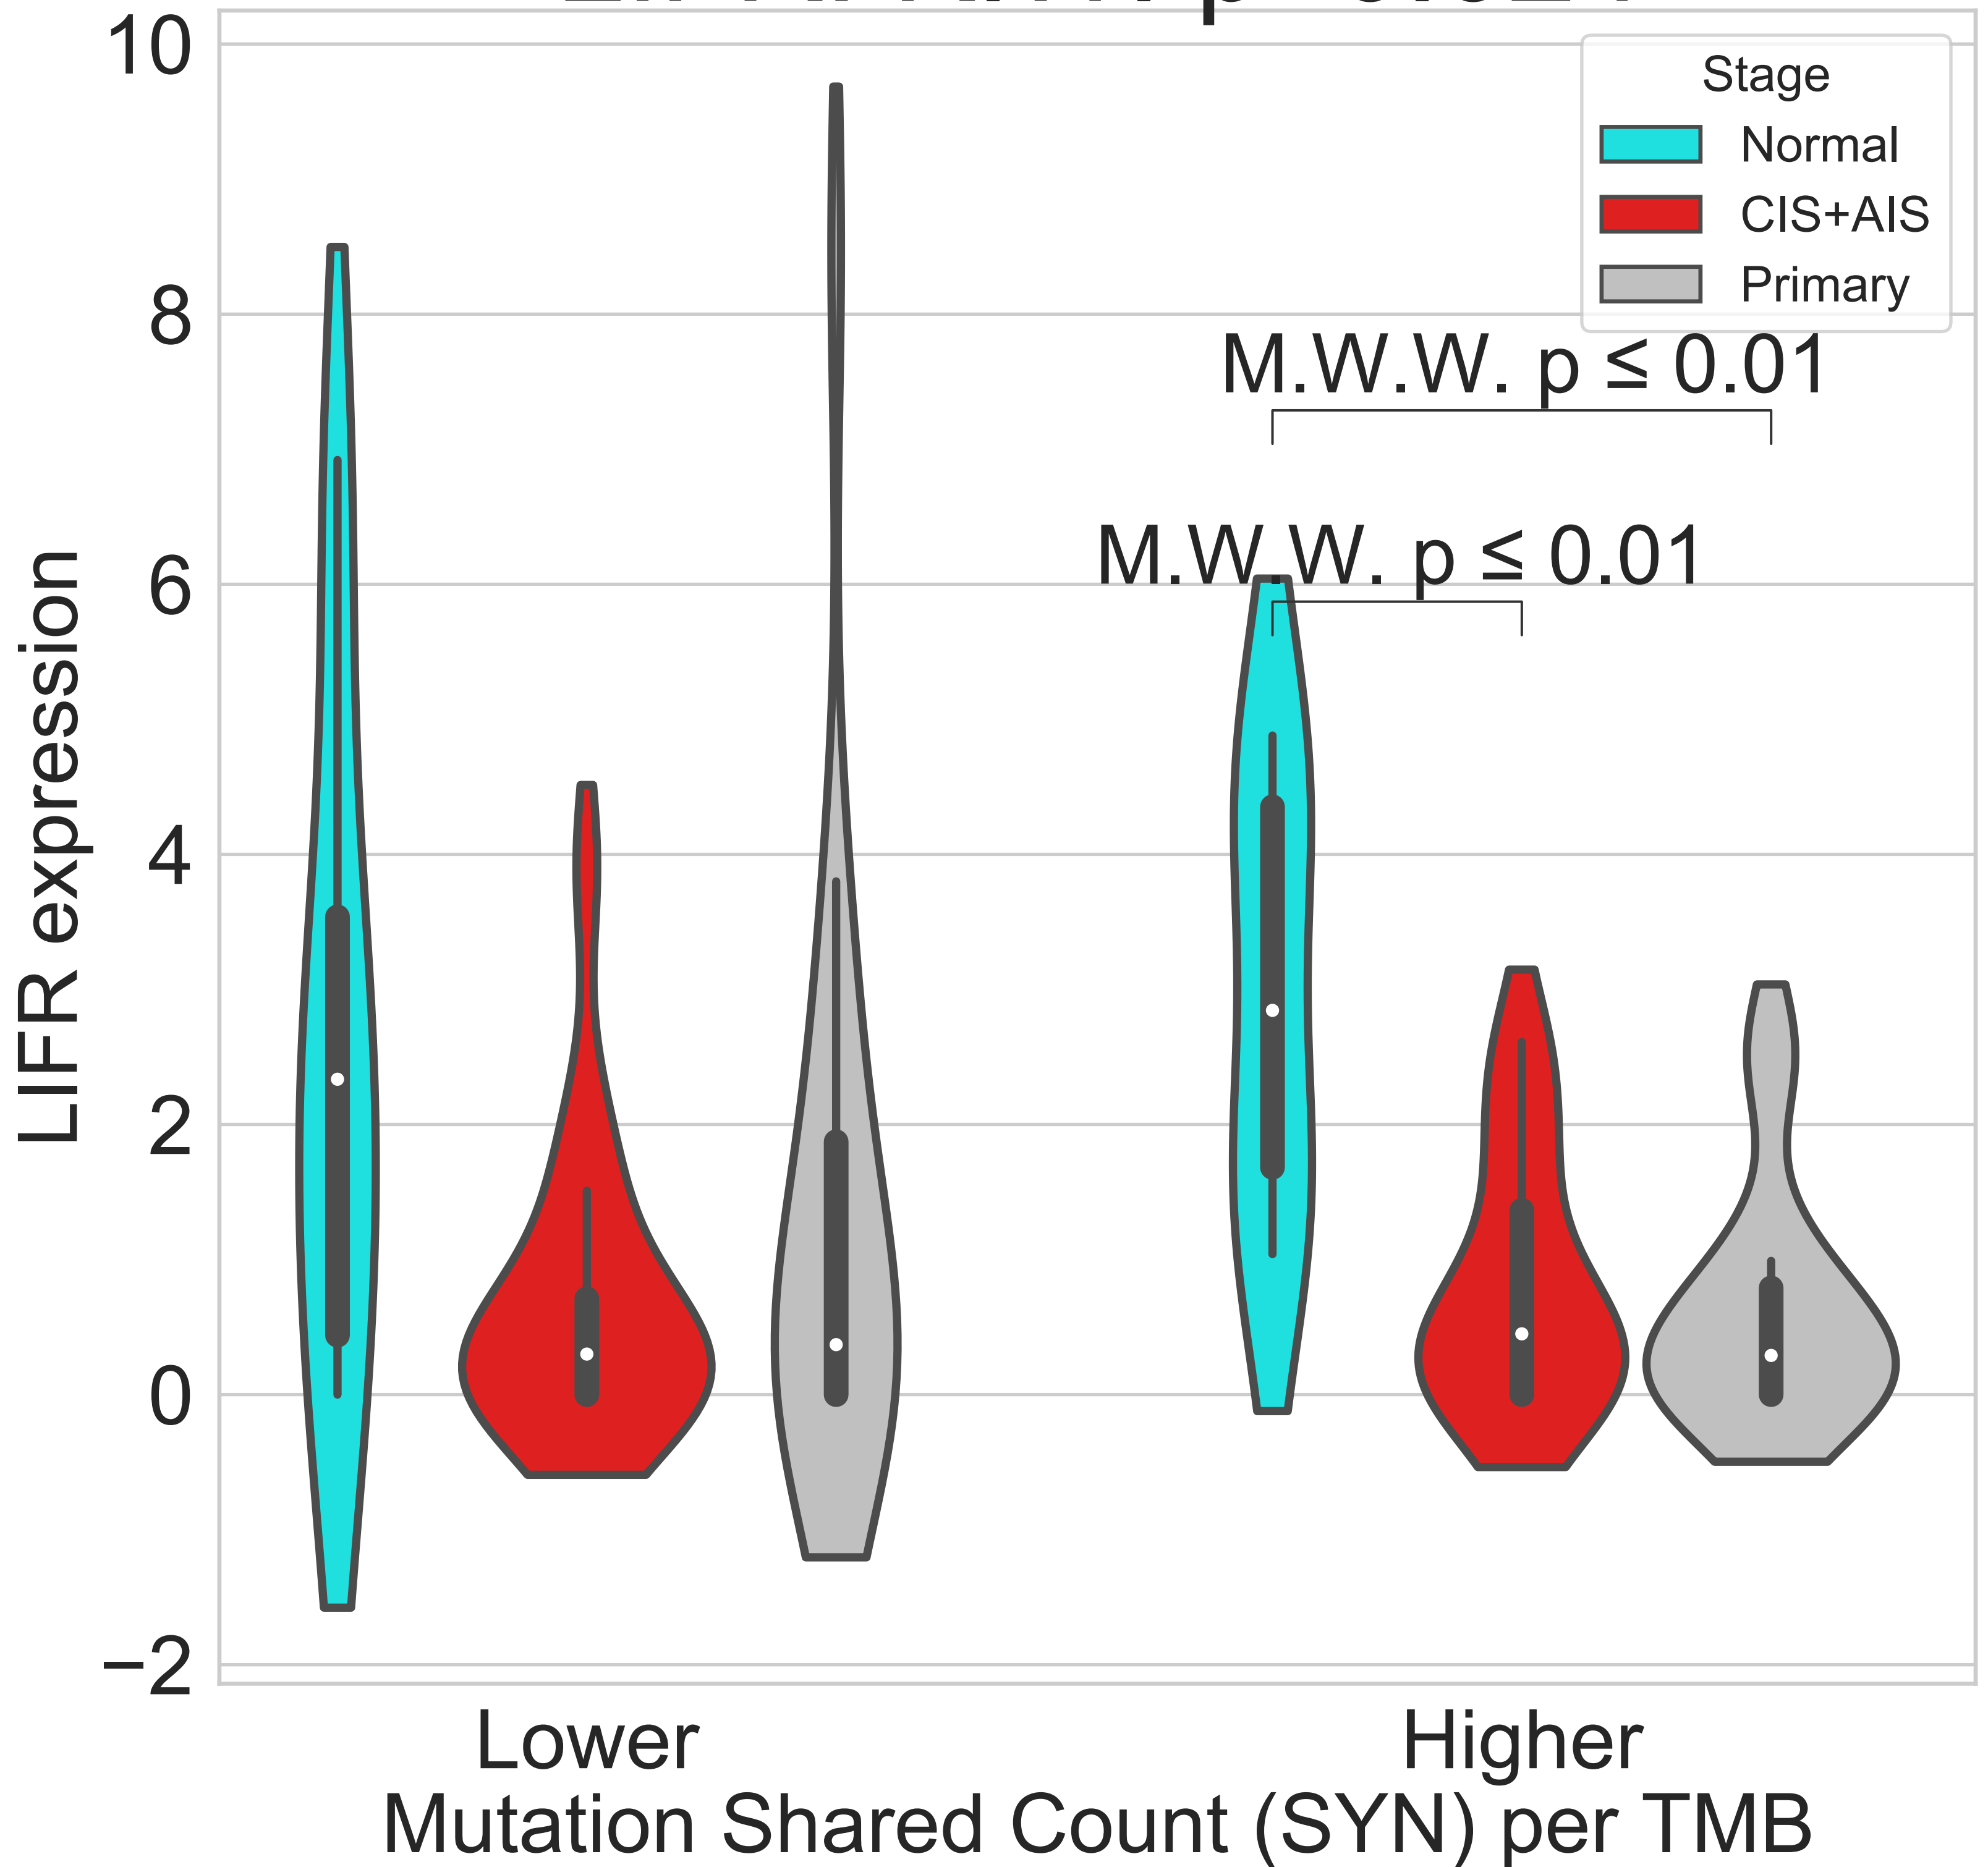 10
8
6
4
2
0
−2
LIFR expression
Stage
Normal
CIS+AIS
Primary
M.W.W. p ≤ 0.01
M.W.W. p ≤ 0.01
Lower
Higher
Mutation Shared Count (SYN) per TMB